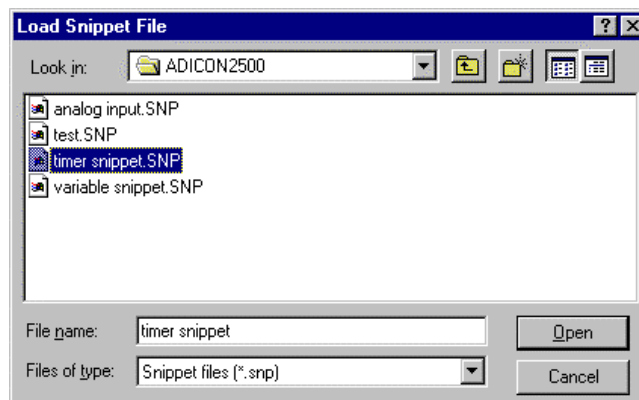 Load Snippet File
Look in: ADICON2500
analog input.SNP
test.SNP
timer snippet.SNP
variable snippet.SNP
File name: timer snippet Open
Files of type: Snippet files (*.snp) Cancel